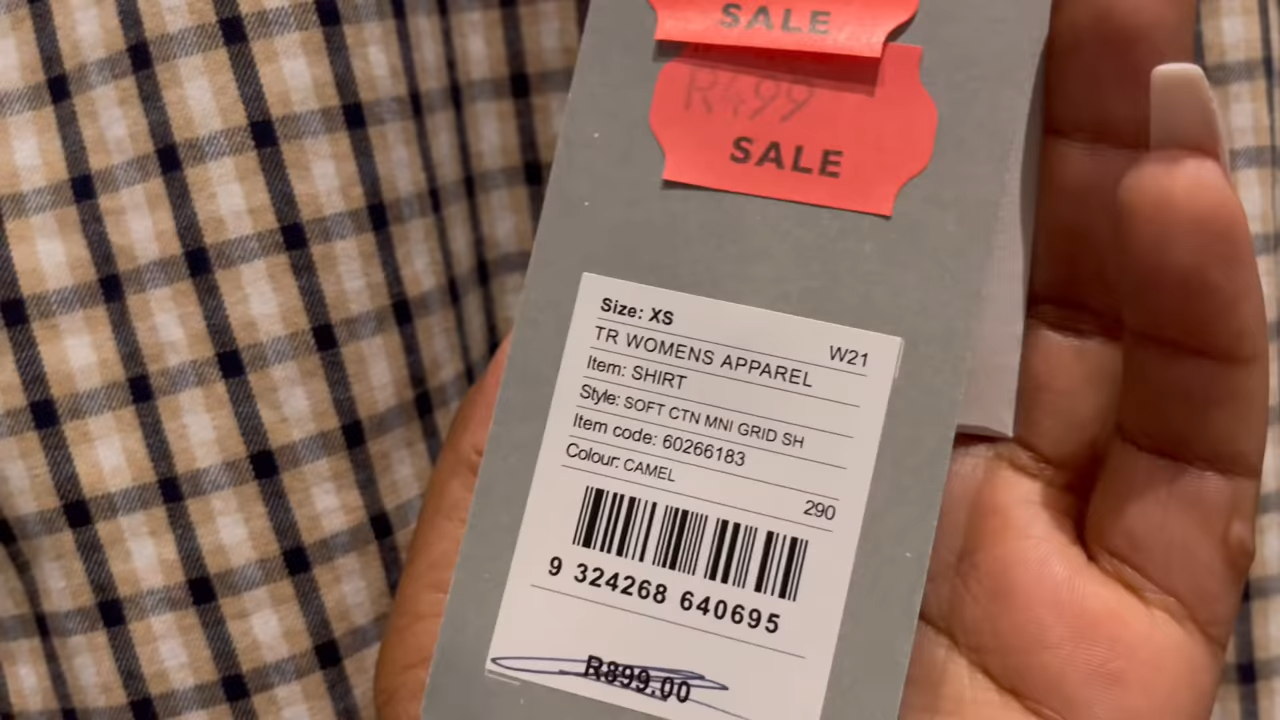 SALE
R499
SALE
Size: XS
W21
TR WOMENS APPAREL
Item: SHIRT
Style: SOFT CTN MNI GRID SH
Item code: 60266183
Colour: CAMEL
290
9 324268 640695
R899.00